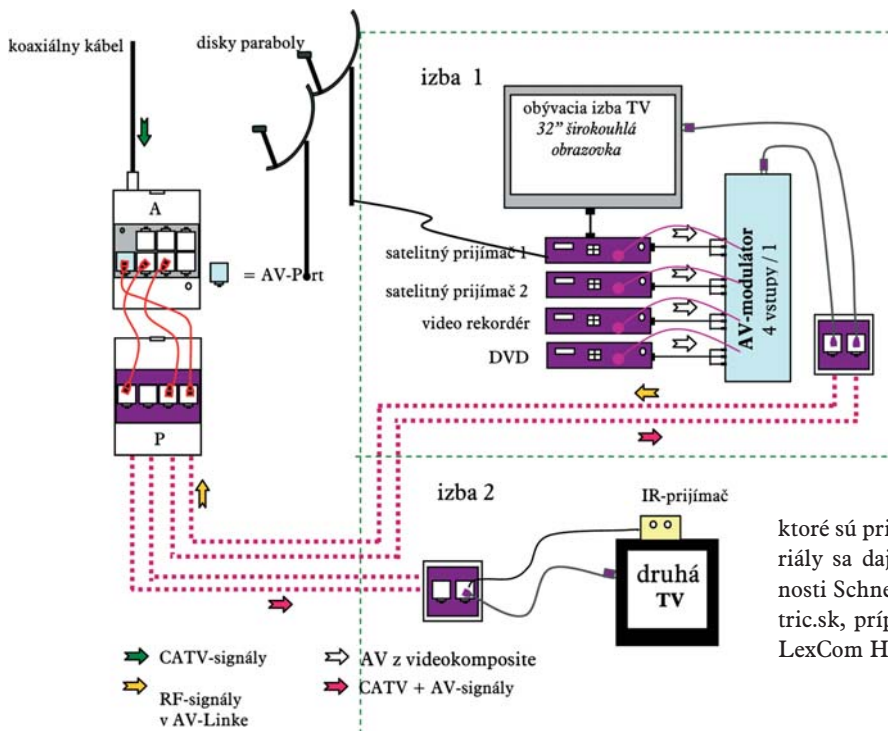 koaxiálny kábel
disky paraboly
izba 1
obývacia izba TV
32” širokouhlá
obrazovka
A
= AV-Port
satelitný prijímač 1
satelitný prijímač 2
video rekordér
DVD
AV-modulátor
4 vstupy / 1
P
izba 2
IR-prijímač
druhá
TV
ktoré sú pri
riály sa daj
nosti Schne
tric.sk, príp
LexCom H
CATV-signály
AV z videokomposite
RF-signály
v AV-Linke
CATV + AV-signály